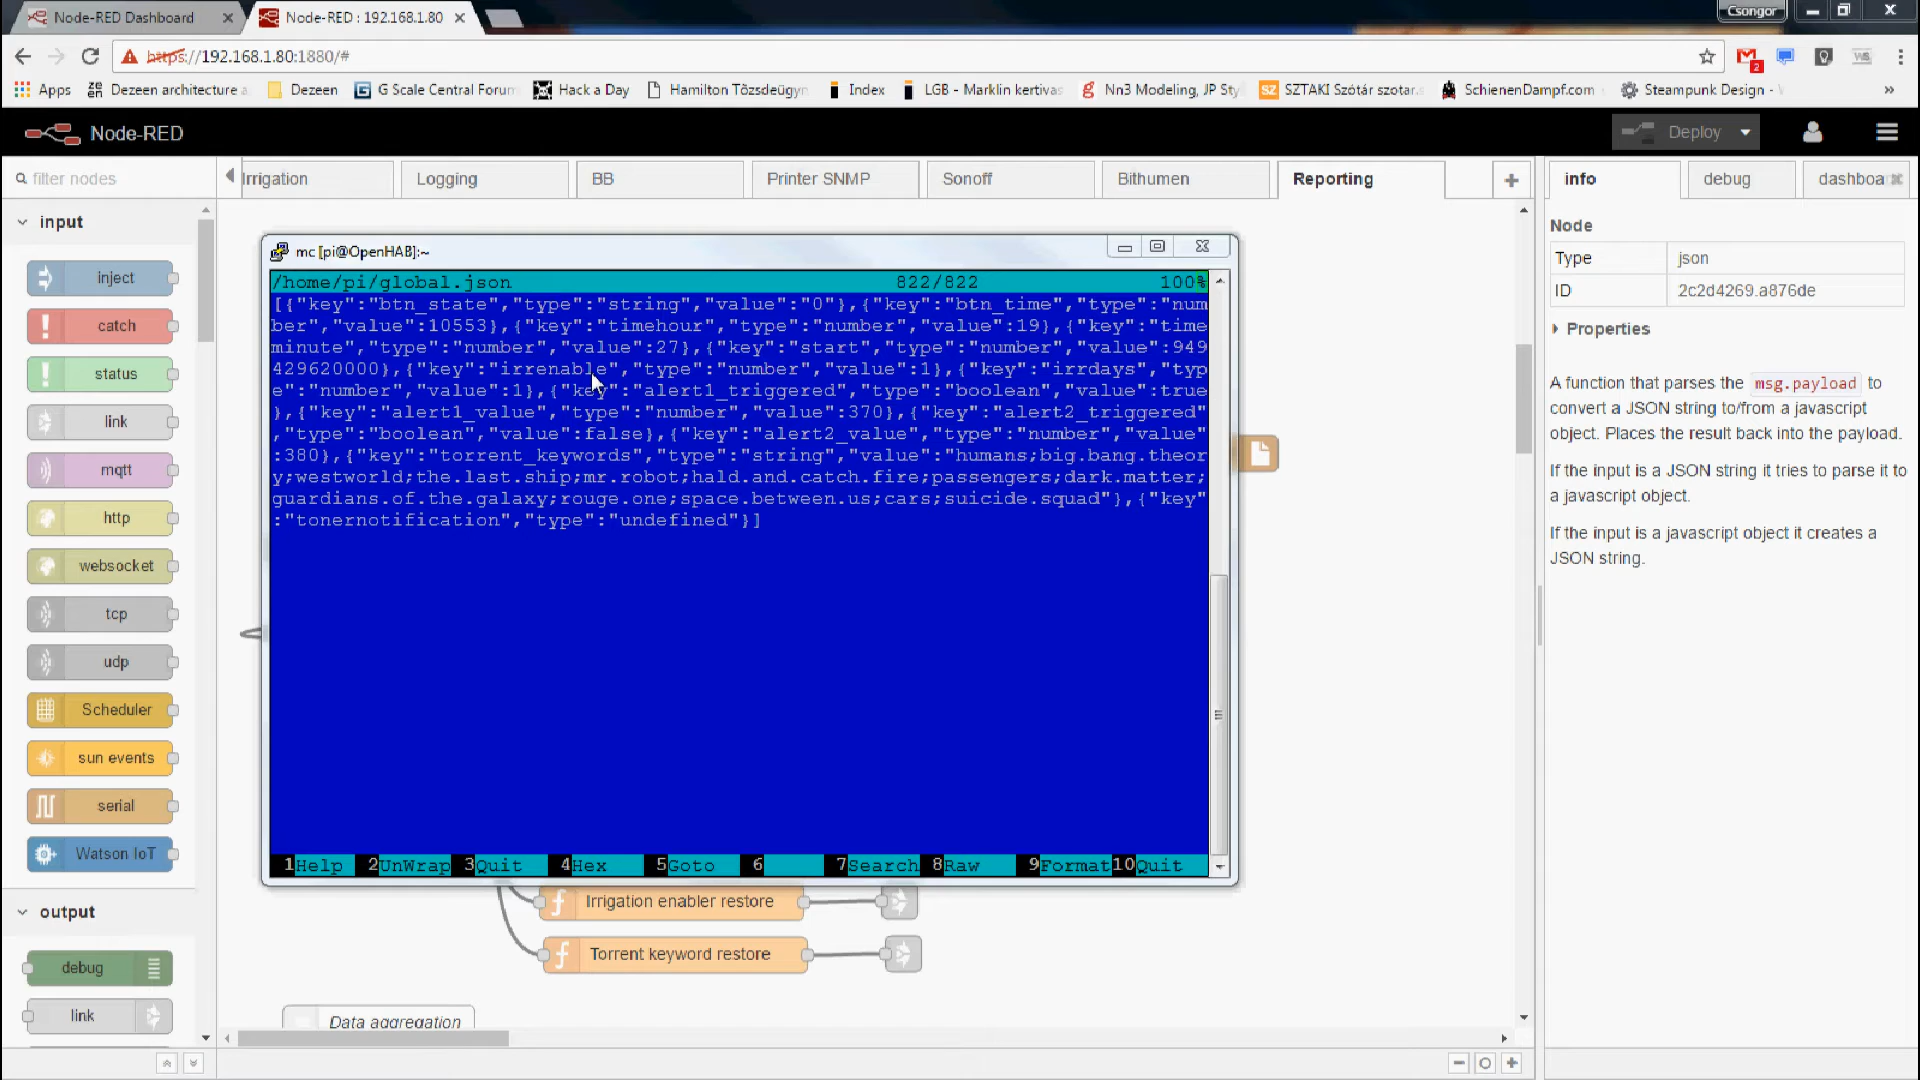 Node-RED Dashboard
Node-RED : 192.168.1.80
Csongor
https://192.168.1.80:1880/#
2
Apps
Dezeen architecture
Dezeen
G Scale Central Forum
Hack a Day
Hamilton Tőzsdeügyn
Index
LGB - Marklin kertivas
Nn3 Modeling, JP Sty
SZTAKI Szótár szotar.
SchienenDampf.com
Steampunk Design -
»
Node-RED
Deploy
filter nodes
Irrigation
Logging
BB
Printer SNMP
Sonoff
Bithumen
Reporting
+
info
debug
dashboa
input
inject
catch
status
link
mqtt
http
websocket
tcp
udp
Scheduler
sun events
serial
Watson IoT
output
debug
link
mc [pi@OpenHAB]:~
/home/pi/global.json 822/822 100%
[{"key":"btn_state","type":"string","value":"0"},{"key":"btn_time","type":"num
ber","value":10553},{"key":"timehour","type":"number","value":19},{"key":"time
minute","type":"number","value":27},{"key":"start","type":"number","value":949
429620000},{"key":"irrenable","type":"number","value":1},{"key":"irrdays","typ
e":"number","value":1},{"key":"alert1_triggered","type":"boolean","value":true
},{"key":"alert1_value","type":"number","value":370},{"key":"alert2_triggered"
,"type":"boolean","value":false},{"key":"alert2_value","type":"number","value"
:380},{"key":"torrent_keywords","type":"string","value":"humans;big.bang.theor
y;westworld;the.last.ship;mr.robot;hald.and.catch.fire;passengers;dark.matter;
guardians.of.the.galaxy;rouge.one;space.between.us;cars;suicide.squad"},{"key"
:"tonernotification","type":"undefined"}]
1Help 2UnWrap 3Quit 4Hex 5Goto 6 7Search 8Raw 9Format 10Quit
Irrigation enabler restore
Torrent keyword restore
Data aggregation
Node
Type json
ID 2c2d4269.a876de
Properties
A function that parses the msg.payload to
convert a JSON string to/from a javascript
object. Places the result back into the payload.
If the input is a JSON string it tries to parse it to
a javascript object.
If the input is a javascript object it creates a
JSON string.